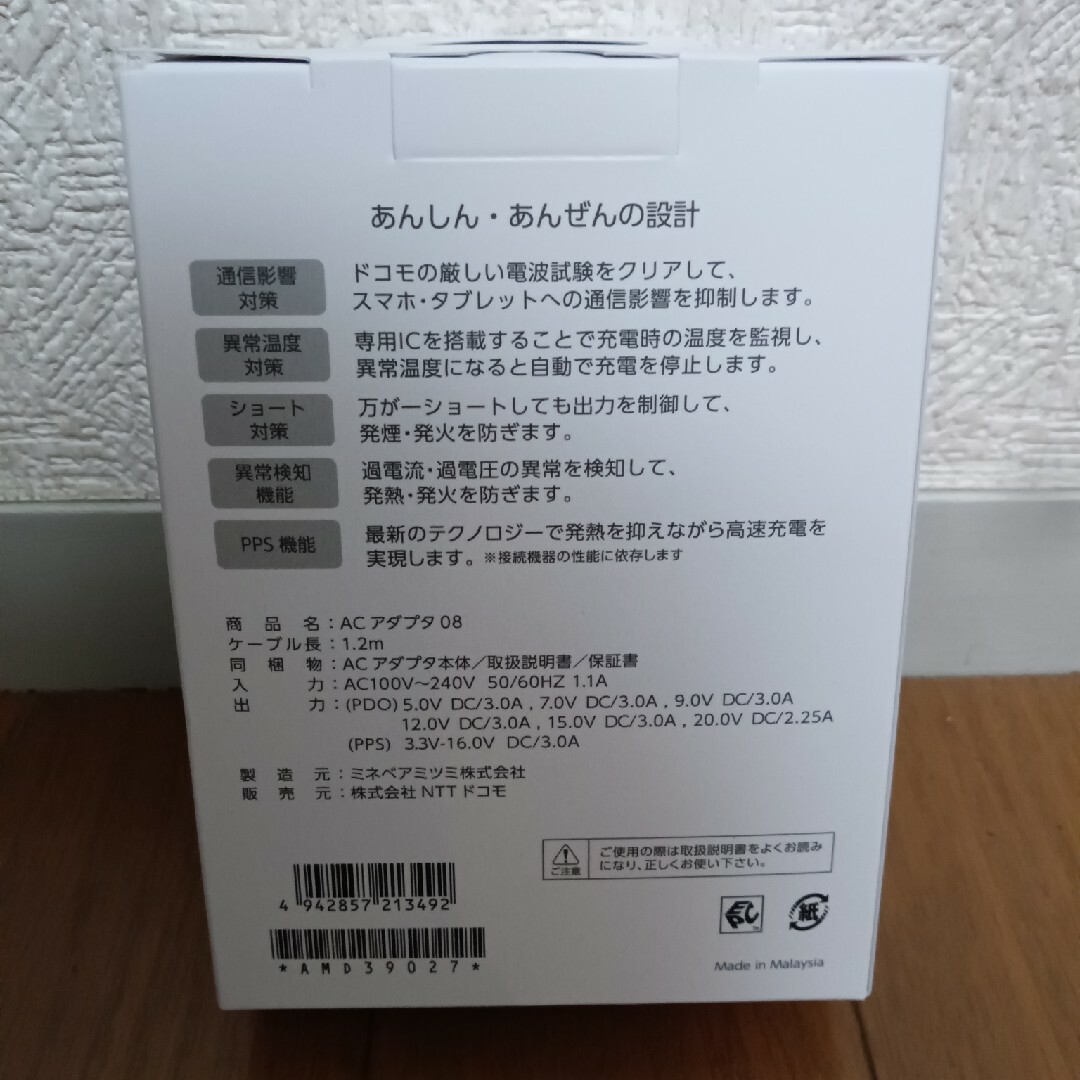 あんしん・あんぜんの設計
通信影響
対策
ドコモの厳しい電波試験をクリアして、
スマホ・タブレットへの通信影響を抑制します。
異常温度
対策
専用ICを搭載することで充電時の温度を監視し、
異常温度になると自動で充電を停止します。
ショート
対策
万が一ショートしても出力を制御して、
発煙・発火を防ぎます。
異常検知
機能
過電流・過電圧の異常を検知して、
発熱・発火を防ぎます。
PPS 機能
最新のテクノロジーで発熱を抑えながら高速充電を
実現します。※接続機器の性能に依存します
商品名：AC アダプタ 08
ケーブル長：1.2m
同梱物：AC アダプタ本体／取扱説明書／保証書
入力：AC100V〜240V 50/60HZ 1.1A
出力：(PDO) 5.0V DC/3.0A , 7.0V DC/3.0A , 9.0V DC/3.0A
12.0V DC/3.0A , 15.0V DC/3.0A , 20.0V DC/2.25A
(PPS) 3.3V-16.0V DC/3.0A
製造元：ミネベアミツミ株式会社
販売元：株式会社 NTT ドコモ
ご注意
ご使用の際は取扱説明書をよくお読み
になり、正しくお使い下さい。
4 942857 213492
*AMD39027*
紙
Made in Malaysia